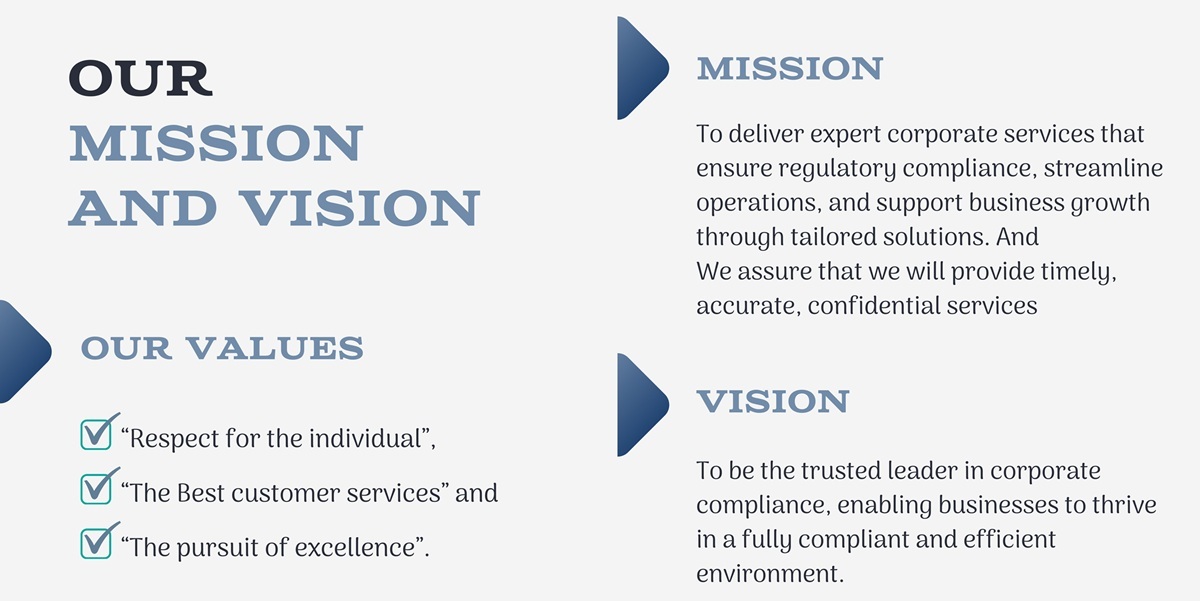 OUR
MISSION
AND VISION
OUR VALUES
“Respect for the individual”,
“The Best customer services” and
“The pursuit of excellence”.
MISSION
To deliver expert corporate services that
ensure regulatory compliance, streamline
operations, and support business growth
through tailored solutions. And
We assure that we will provide timely,
accurate, confidential services
VISION
To be the trusted leader in corporate
compliance, enabling businesses to thrive
in a fully compliant and efficient
environment.